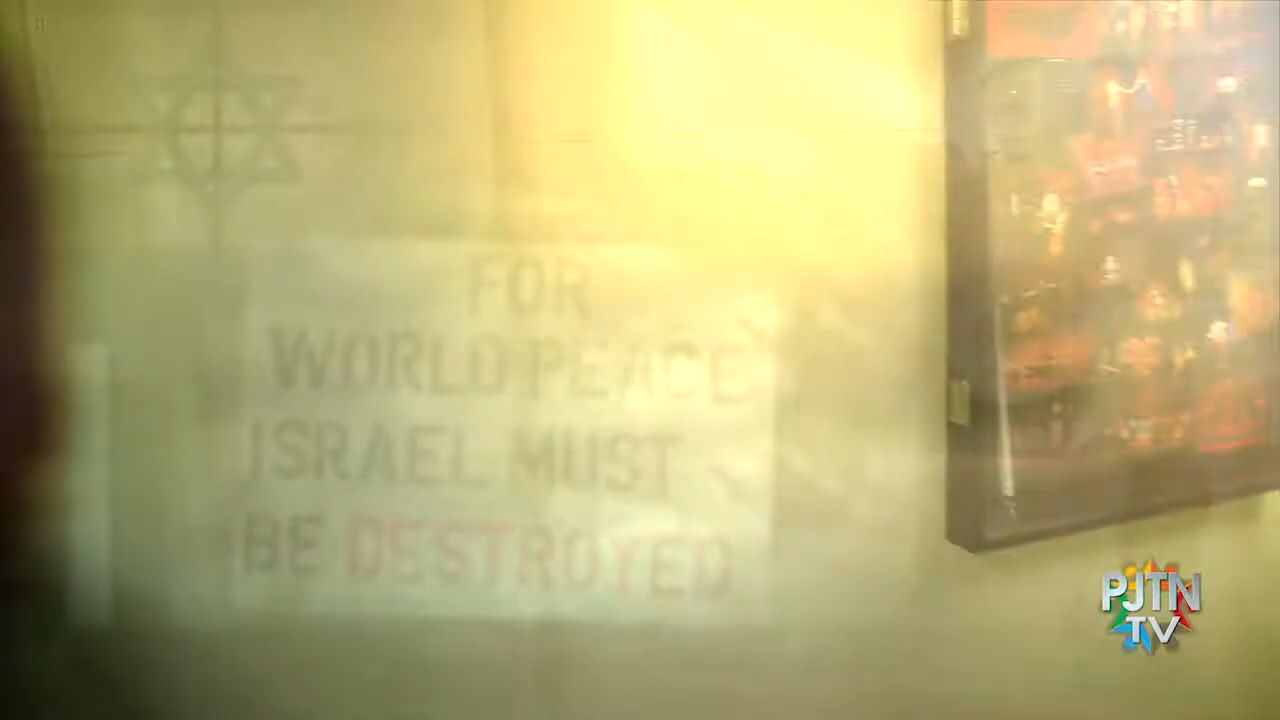 FOR
WORLD PEACE
ISRAEL MUST
BE DESTROYED
PJTN
TV